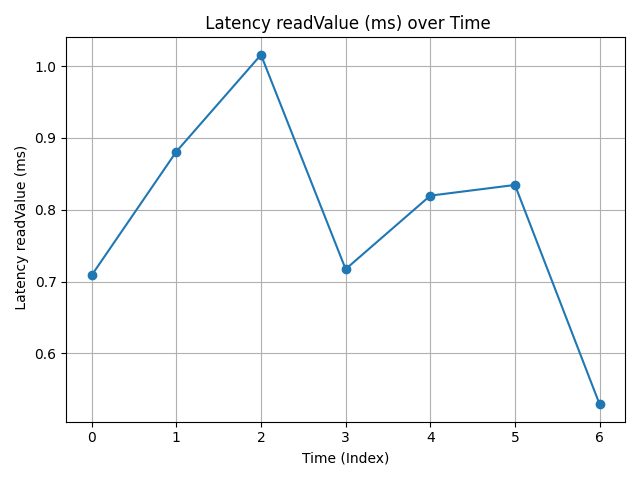 Latency readValue (ms) over Time
Latency readValue (ms)
1.0
0.9
0.8
0.7
0.6
0 1 2 3 4 5 6
Time (Index)